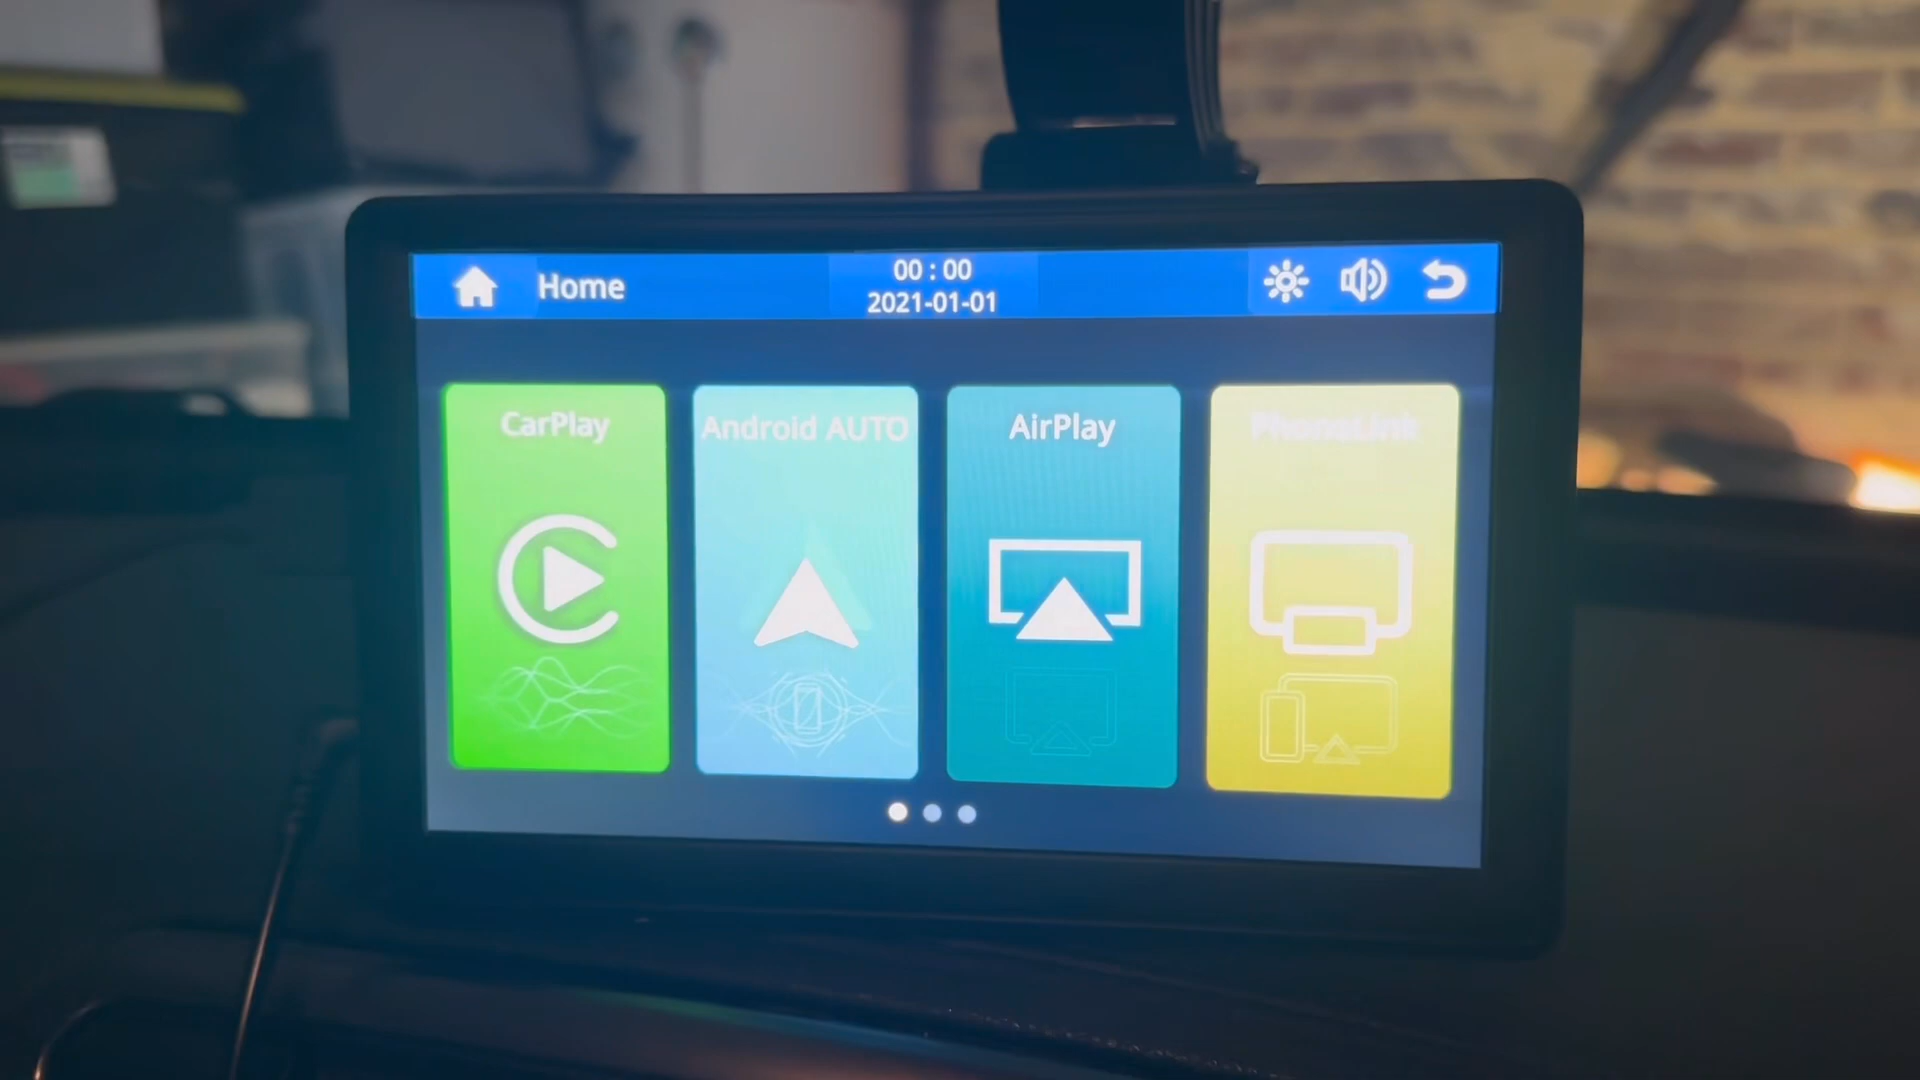 Home
00 : 00
2021-01-01
CarPlay
Android AUTO
AirPlay
PhoneLink